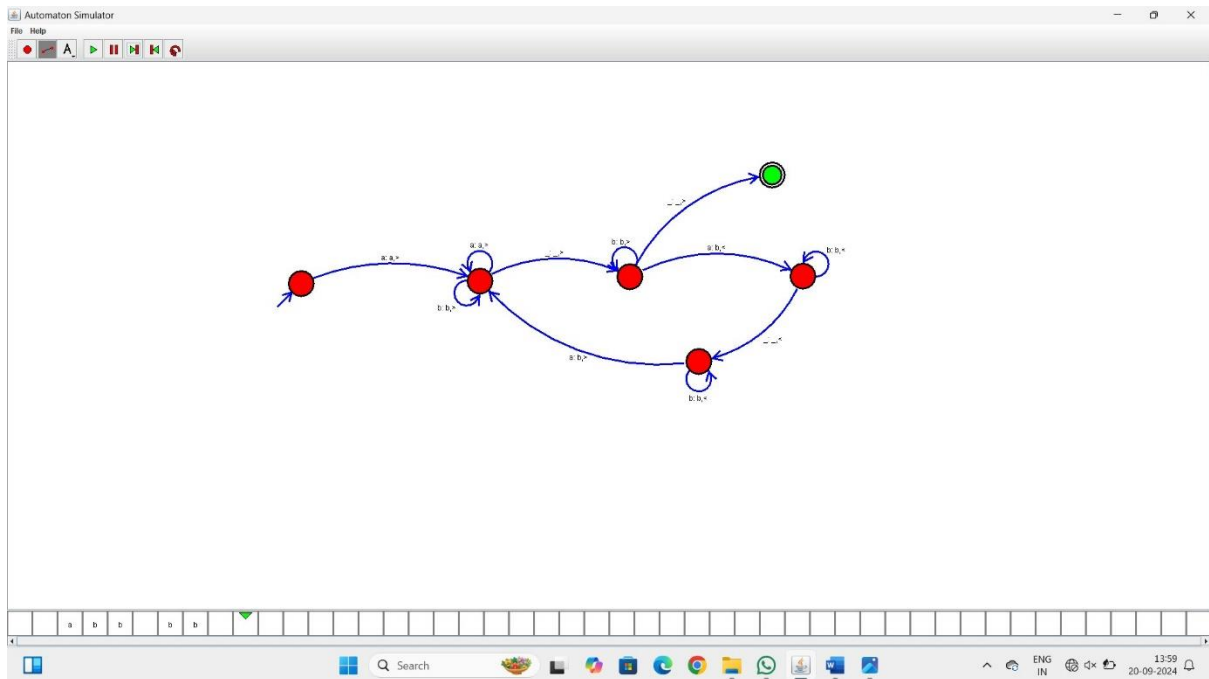 Automaton Simulator
File Help
A
_: _,>
a: a,>
a: a,>
b: b,>
_: _,>
b: b,>
a: b,<
b: b,<
_: _,<
a: b,>
b: b,<
a b b b b
Search
ENG
IN
13:59
20-09-2024